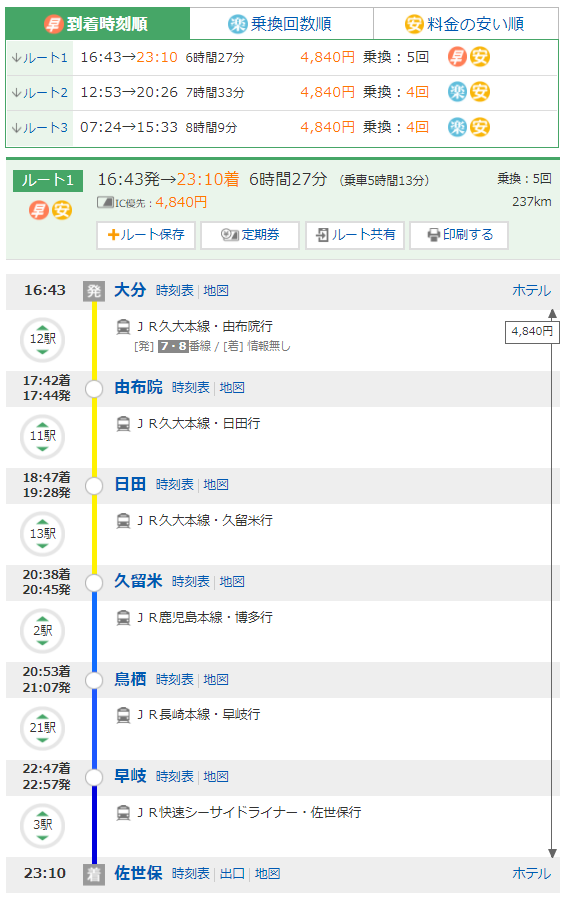 早 到着時刻順 楽 乗換回数順 安 料金の安い順
ルート1 16:43→23:10 6時間27分 4,840円 乗換：5回 早 安
ルート2 12:53→20:26 7時間33分 4,840円 乗換：4回 楽 安
ルート3 07:24→15:33 8時間9分 4,840円 乗換：4回 楽 安
ルート1 16:43発→23:10着 6時間27分 （乗車5時間13分） 乗換：5回
早 安 IC優先：4,840円 237km
ルート保存 定期券 ルート共有 印刷する
16:43 発 大分 時刻表 地図 ホテル
12駅 ＪＲ久大本線・由布院行 4,840円
[発] 7・8番線 / [着] 情報無し
17:42着
17:44発 由布院 時刻表 地図
11駅 ＪＲ久大本線・日田行
18:47着
19:28発 日田 時刻表 地図
13駅 ＪＲ久大本線・久留米行
20:38着
20:45発 久留米 時刻表 地図
2駅 ＪＲ鹿児島本線・博多行
20:53着
21:07発 鳥栖 時刻表 地図
21駅 ＪＲ長崎本線・早岐行
22:47着
22:57発 早岐 時刻表 地図
3駅 ＪＲ快速シーサイドライナー・佐世保行
23:10 着 佐世保 時刻表 出口 地図 ホテル